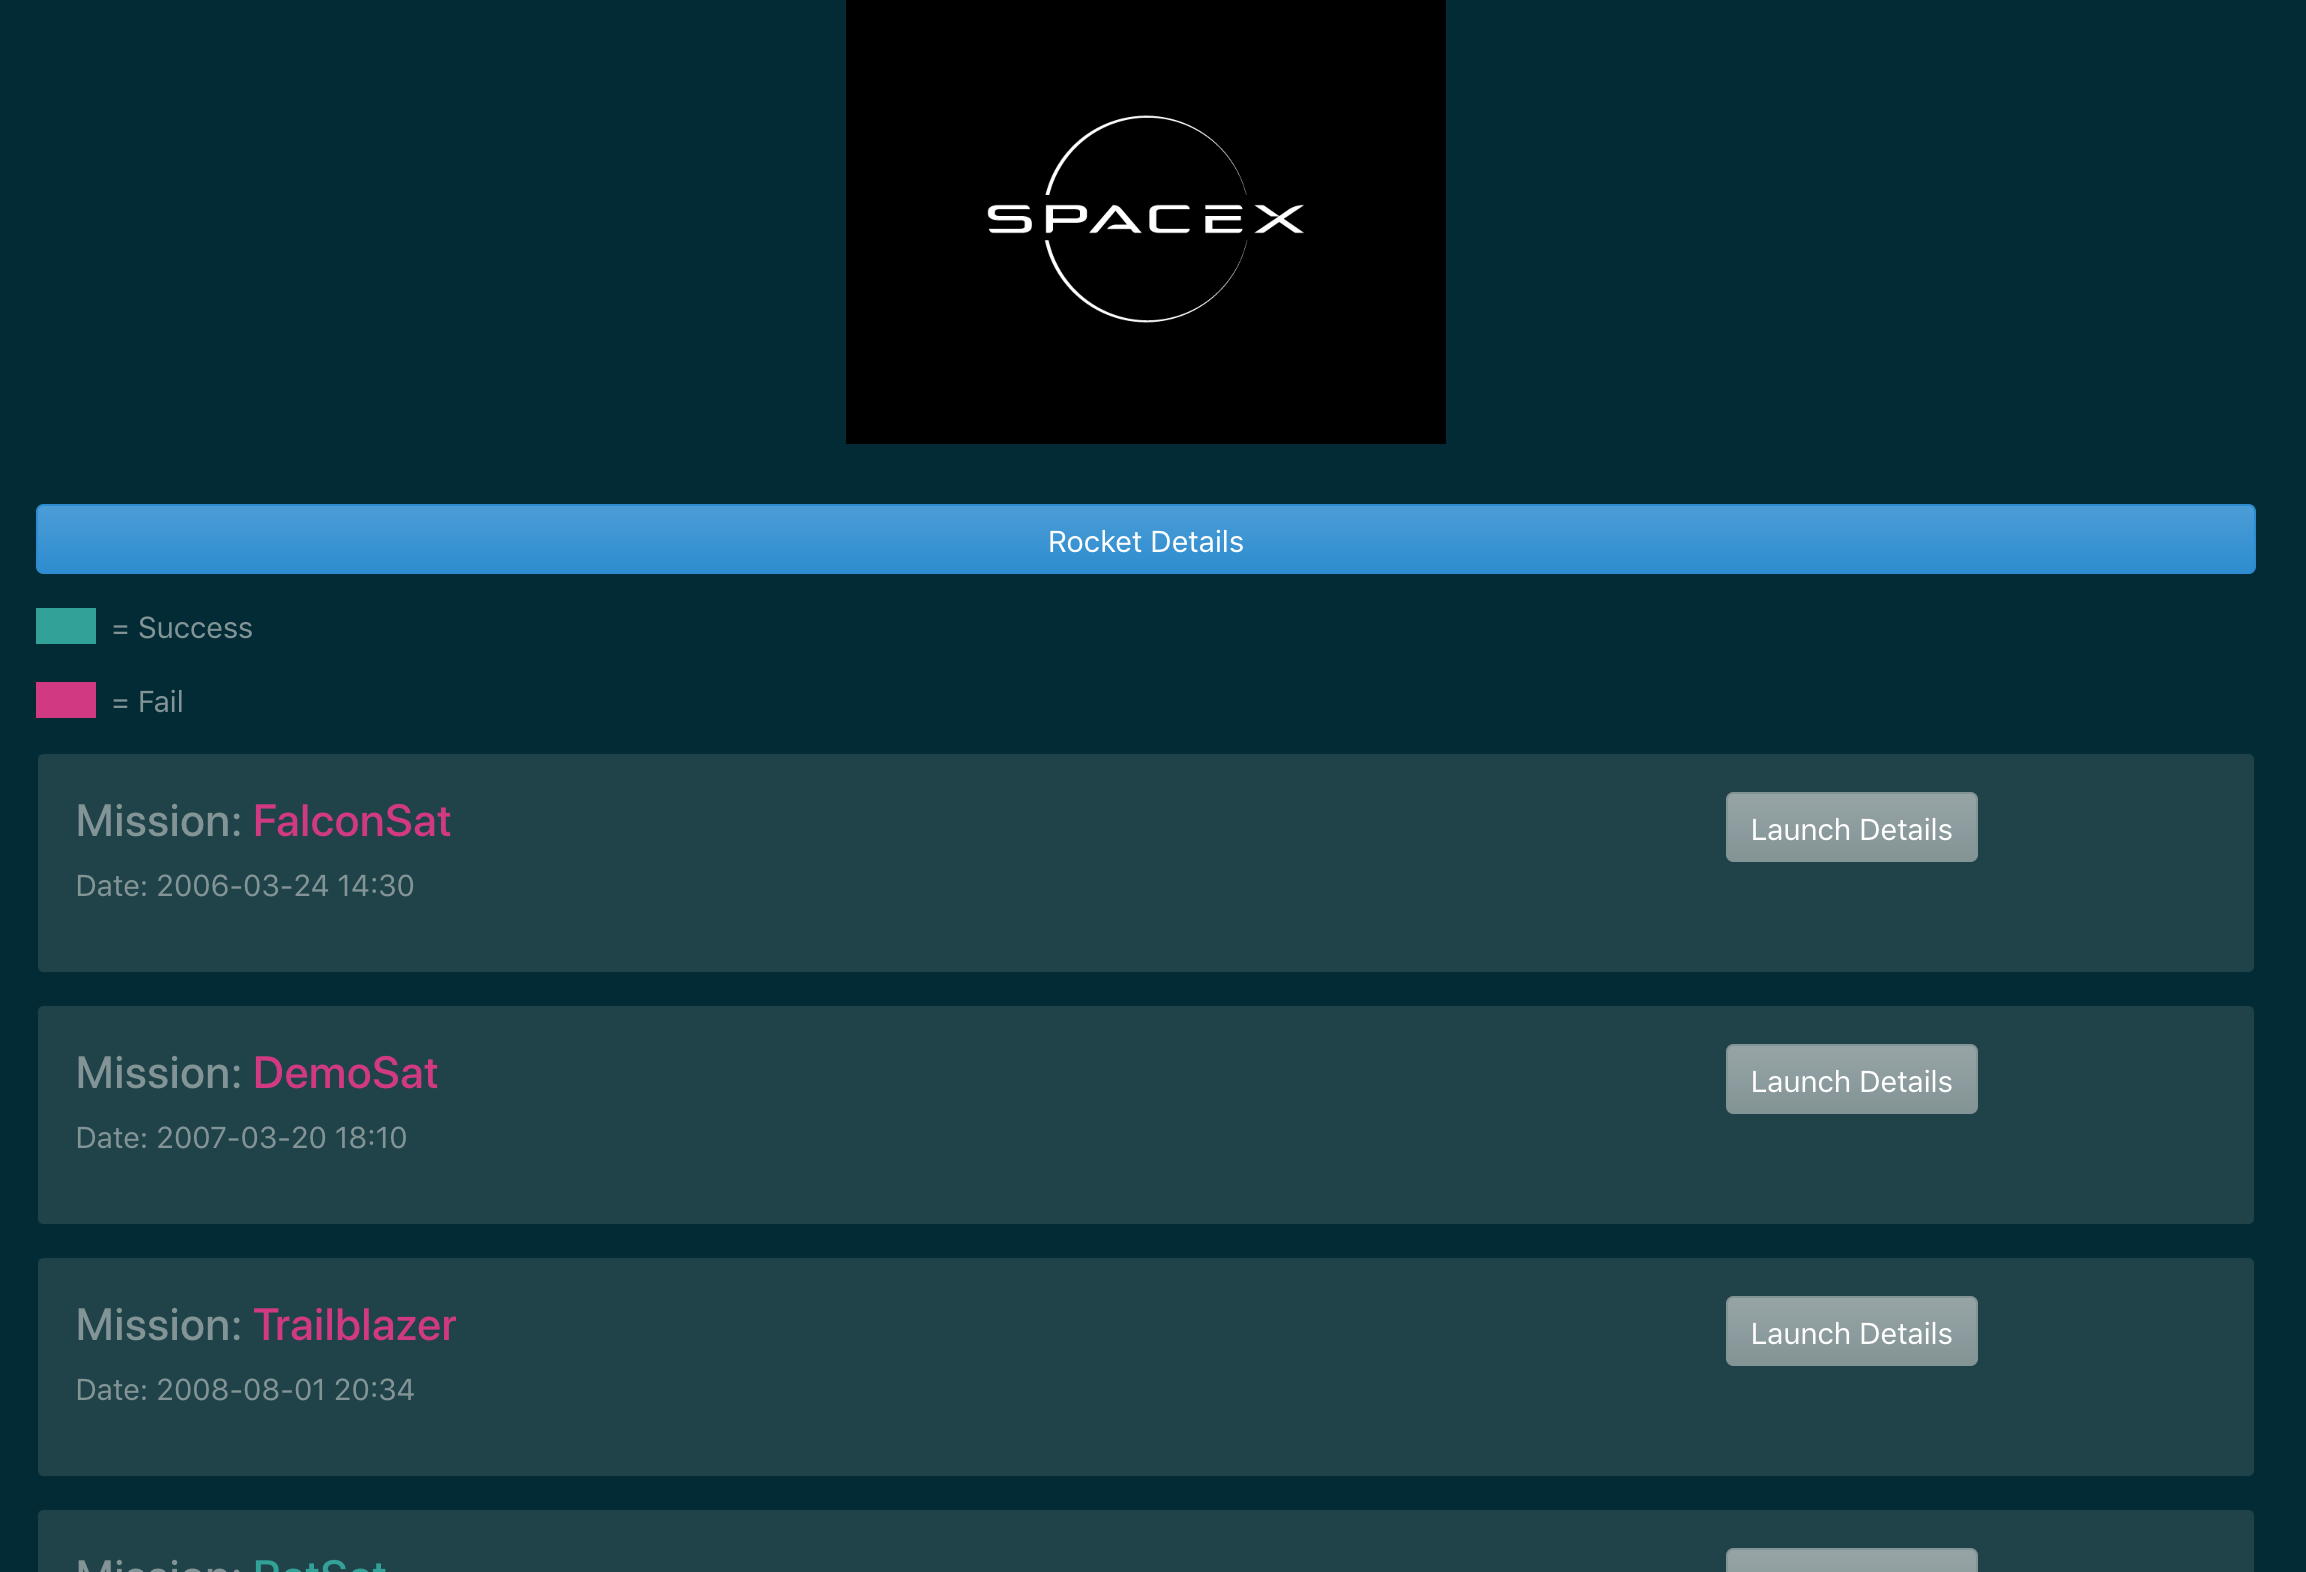 SPACEX
Rocket Details
= Success
= Fail
Mission: FalconSat
Launch Details
Date: 2006-03-24 14:30
Mission: DemoSat
Launch Details
Date: 2007-03-20 18:10
Mission: Trailblazer
Launch Details
Date: 2008-08-01 20:34
Mission: RatSat